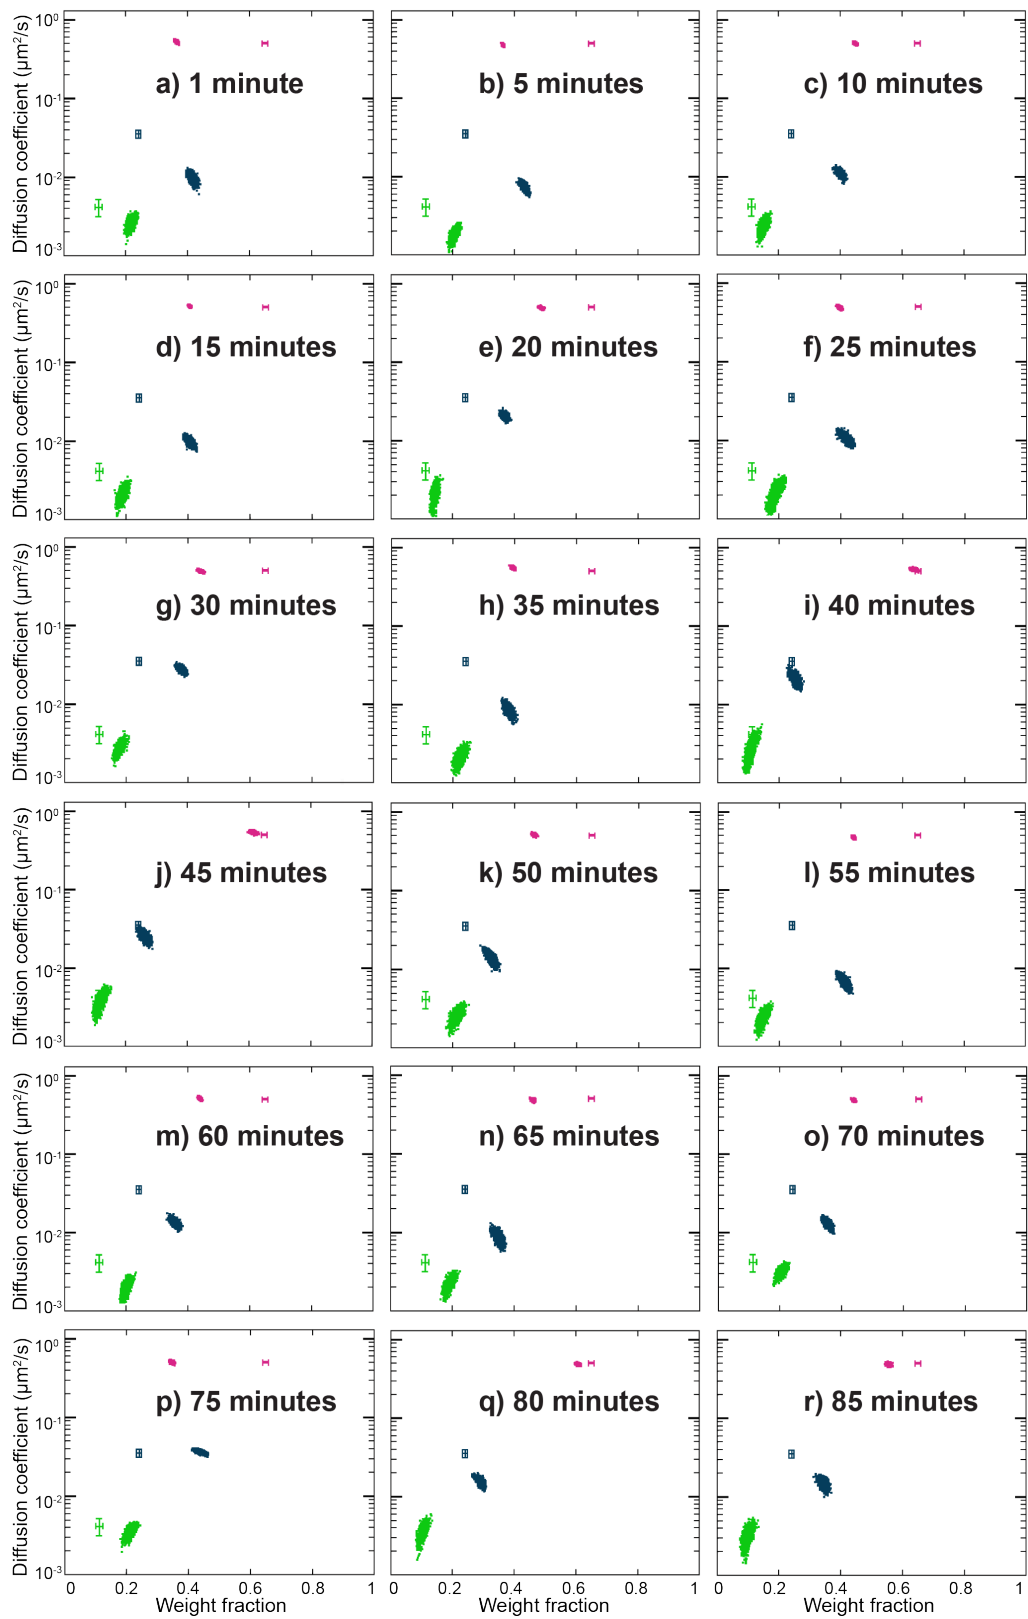 Diffusion coefficient (μm²/s)
10⁰
10⁻¹
10⁻²
10⁻³
a) 1 minute
b) 5 minutes
c) 10 minutes
Diffusion coefficient (μm²/s)
10⁰
10⁻¹
10⁻²
10⁻³
d) 15 minutes
e) 20 minutes
f) 25 minutes
Diffusion coefficient (μm²/s)
10⁰
10⁻¹
10⁻²
10⁻³
g) 30 minutes
h) 35 minutes
i) 40 minutes
Diffusion coefficient (μm²/s)
10⁰
10⁻¹
10⁻²
10⁻³
j) 45 minutes
k) 50 minutes
l) 55 minutes
Diffusion coefficient (μm²/s)
10⁰
10⁻¹
10⁻²
10⁻³
m) 60 minutes
n) 65 minutes
o) 70 minutes
Diffusion coefficient (μm²/s)
10⁰
10⁻¹
10⁻²
10⁻³
p) 75 minutes
q) 80 minutes
r) 85 minutes
0 0.2 0.4 0.6 0.8 1
0 0.2 0.4 0.6 0.8 1
0 0.2 0.4 0.6 0.8 1
Weight fraction
Weight fraction
Weight fraction